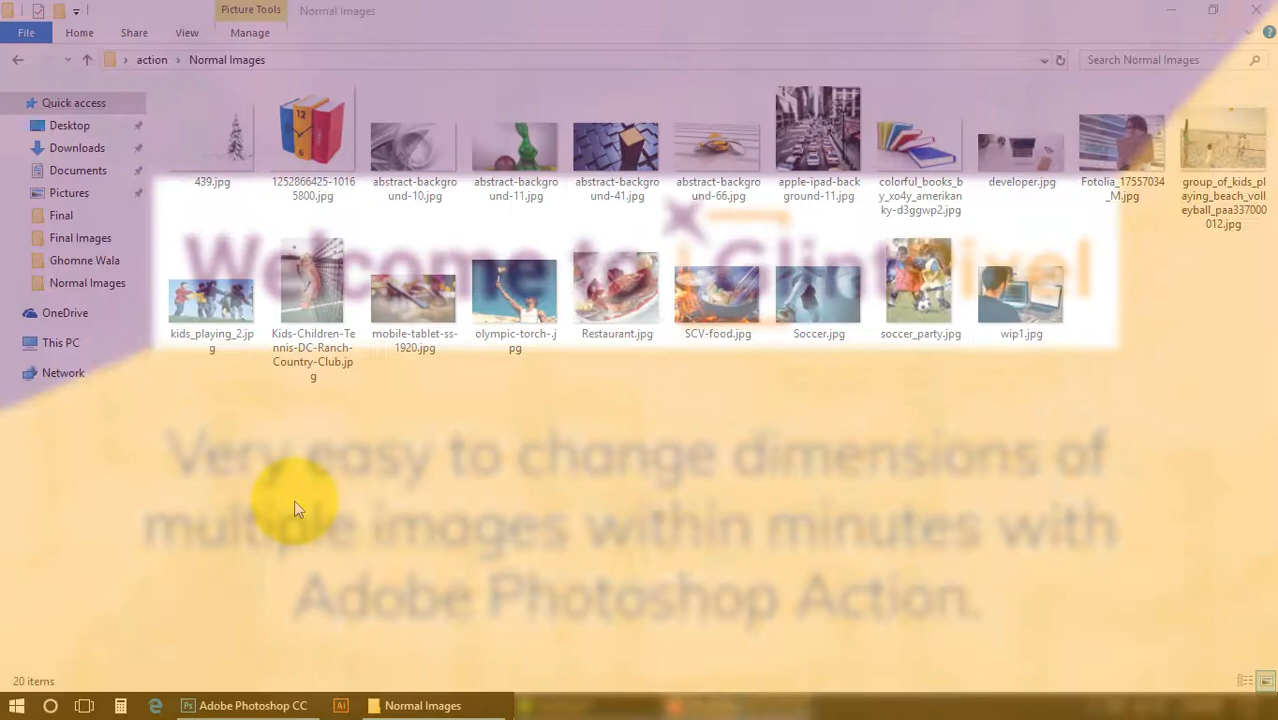 Picture Tools
Normal Images
File
Home
Share
View
Manage
action
Normal Images
Search Normal Images
Quick access
Desktop
Downloads
Documents
Pictures
Final
Final Images
Ghomne Wala
Normal Images
OneDrive
This PC
Network
439.jpg
1252866425-1016
5800.jpg
abstract-backgro
und-10.jpg
abstract-backgro
und-11.jpg
abstract-backgro
und-41.jpg
abstract-backgro
und-66.jpg
apple-ipad-back
ground-11.jpg
colorful_books_b
y_xo4y_amerikan
ky-d3ggwp2.jpg
developer.jpg
Fotolia_17557034
_M.jpg
group_of_kids_pl
aying_beach_voll
eyball_paa337000
012.jpg
Welcome to GlintPixel
kids_playing_2.jp
g
Kids-Children-Te
nnis-DC-Ranch-
Country-Club.jp
g
mobile-tablet-ss-
1920.jpg
olympic-torch-.j
pg
Restaurant.jpg
SCV-food.jpg
Soccer.jpg
soccer_party.jpg
wip1.jpg
Very easy to change dimensions of
multiple images within minutes with
Adobe Photoshop Action.
20 items
Ps
Adobe Photoshop CC
Ai
Normal Images